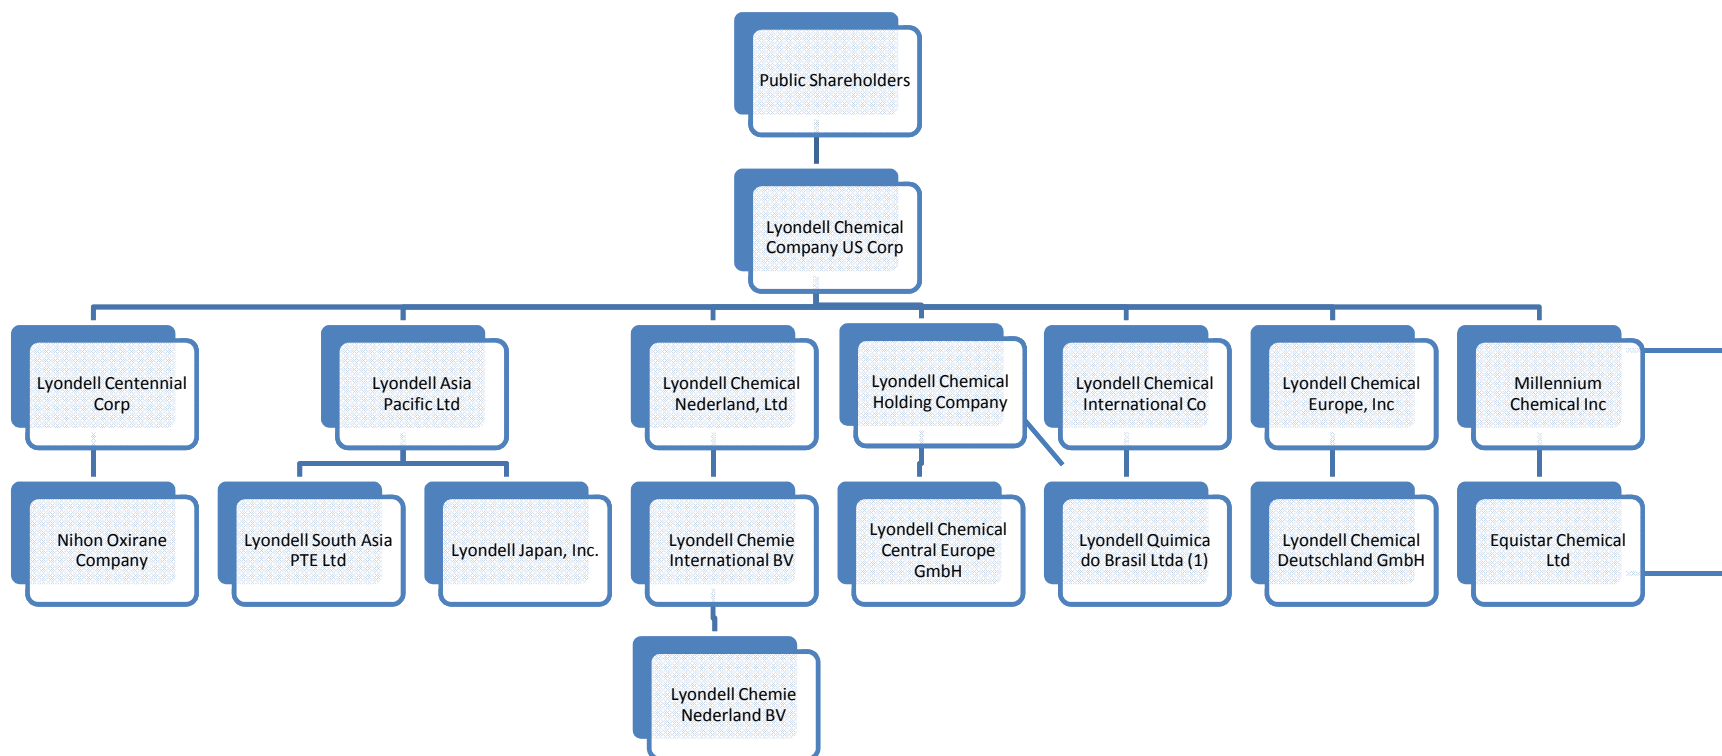 Public Shareholders
Lyondell Chemical
Company US Corp
Lyondell Centennial
Corp
Lyondell Asia
Pacific Ltd
Lyondell Chemical
Nederland, Ltd
Lyondell Chemical
Holding Company
Lyondell Chemical
International Co
Lyondell Chemical
Europe, Inc
Millennium
Chemical Inc
Nihon Oxirane
Company
Lyondell South Asia
PTE Ltd
Lyondell Japan, Inc.
Lyondell Chemie
International BV
Lyondell Chemical
Central Europe
GmbH
Lyondell Quimica
do Brasil Ltda (1)
Lyondell Chemical
Deutschland GmbH
Equistar Chemical
Ltd
Lyondell Chemie
Nederland BV